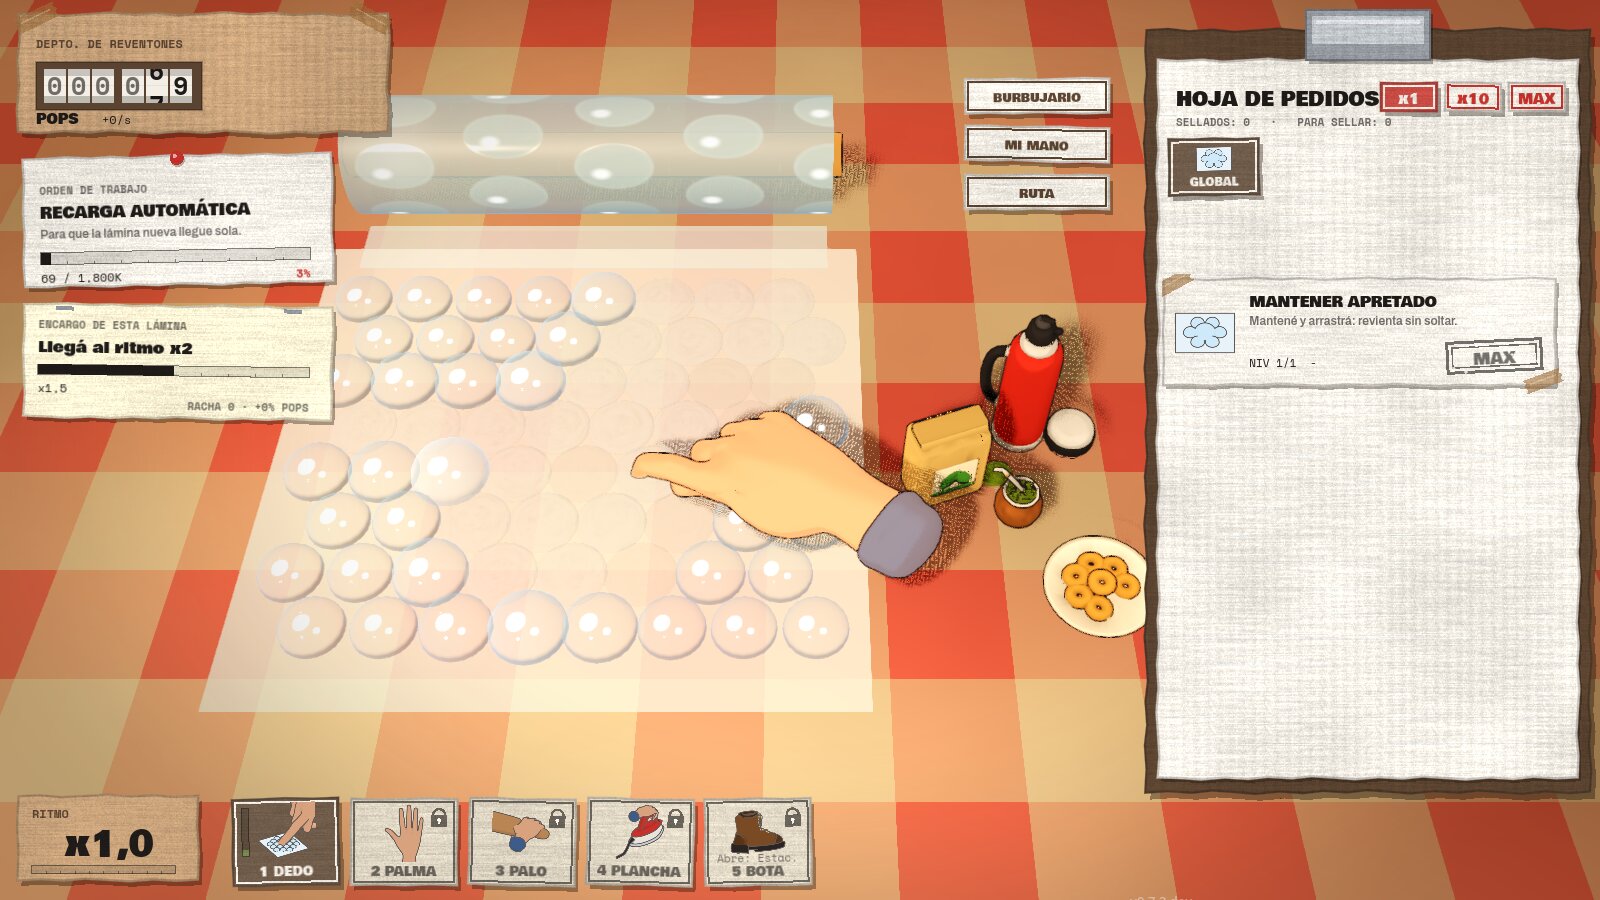 DEPTO. DE REVENTONES
POPS +0/s
ORDEN DE TRABAJO
RECARGA AUTOMÁTICA
Para que la lámina nueva llegue sola.
69 / 1.800K 3%
ENCARGO DE ESTA LÁMINA
Llegá al ritmo x2
x1.5
RACHA 0 · +0% POPS
BURBUJARIO
MI MANO
RUTA
HOJA DE PEDIDOS x1 x10 MAX
SELLADOS: 0 · PARA SELLAR: 0
GLOBAL
MANTENER APRETADO
Mantené y arrastrá: revienta sin soltar.
NIV 1/1 -
MAX
RITMO
x1,0
1 DEDO
2 PALMA
3 PALO
4 PLANCHA
Abre: Estac.
5 BOTA